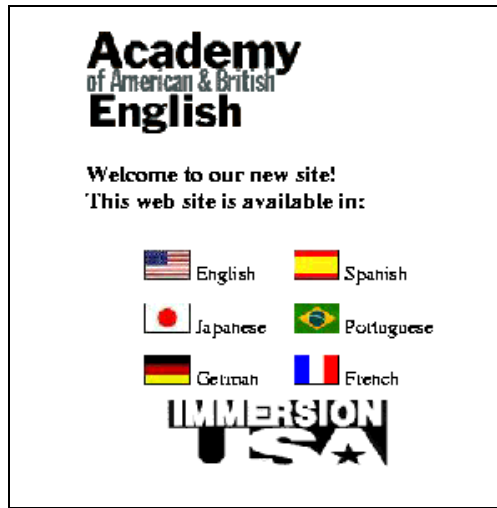 Academy
of American & British
English
Welcome to our new site!
This web site is available in:
English Spanish
Japanese Portuguese
German French
IMMERSION
USA